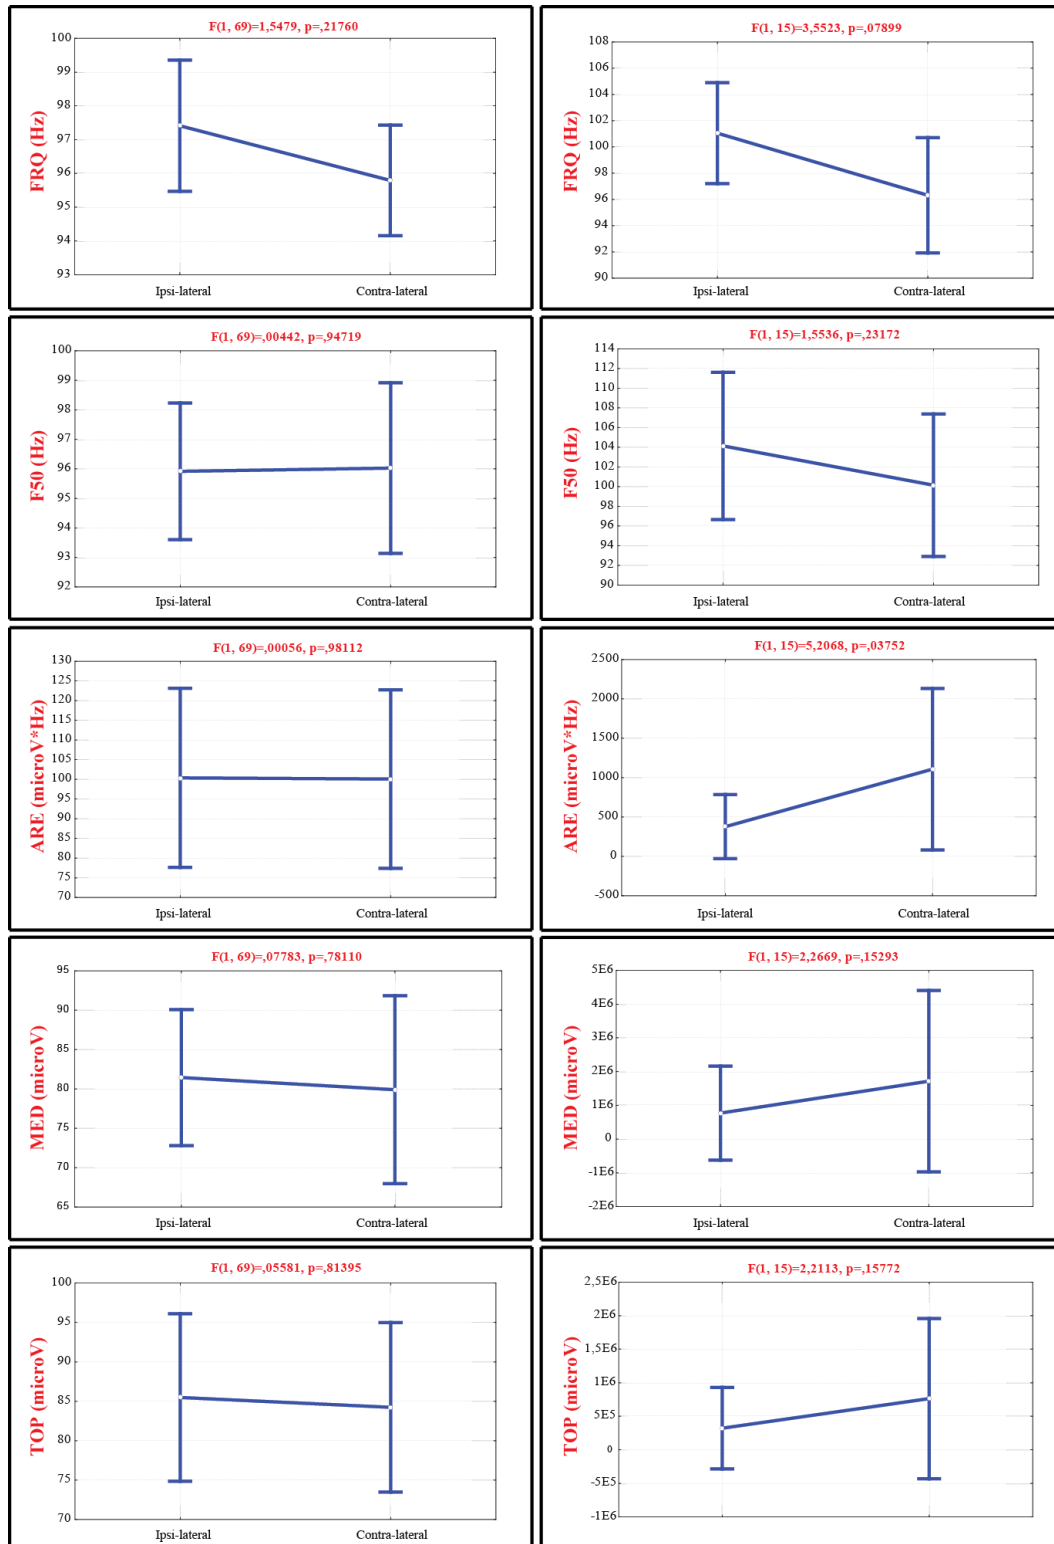 F(1, 69)=1,5479, p=,21760
FRQ (Hz)
100
99
98
97
96
95
94
93
Ipsi-lateral Contra-lateral
F(1, 15)=3,5523, p=,07899
FRQ (Hz)
108
106
104
102
100
98
96
94
92
90
Ipsi-lateral Contra-lateral
F(1, 69)=,00442, p=,94719
F50 (Hz)
100
99
98
97
96
95
94
93
92
Ipsi-lateral Contra-lateral
F(1, 15)=1,5536, p=,23172
F50 (Hz)
114
112
110
108
106
104
102
100
98
96
94
92
90
Ipsi-lateral Contra-lateral
F(1, 69)=,00056, p=,98112
ARE (microV*Hz)
130
125
120
115
110
105
100
95
90
85
80
75
70
Ipsi-lateral Contra-lateral
F(1, 15)=5,2068, p=,03752
ARE (microV*Hz)
2500
2000
1500
1000
500
0
-500
Ipsi-lateral Contra-lateral
F(1, 69)=,07783, p=,78110
MED (microV)
95
90
85
80
75
70
65
Ipsi-lateral Contra-lateral
F(1, 15)=2,2669, p=,15293
MED (microV)
5E6
4E6
3E6
2E6
1E6
0
-1E6
-2E6
Ipsi-lateral Contra-lateral
F(1, 69)=,05581, p=,81395
TOP (microV)
100
95
90
85
80
75
70
Ipsi-lateral Contra-lateral
F(1, 15)=2,2113, p=,15772
TOP (microV)
2,5E6
2E6
1,5E6
1E6
5E5
0
-5E5
-1E6
Ipsi-lateral Contra-lateral